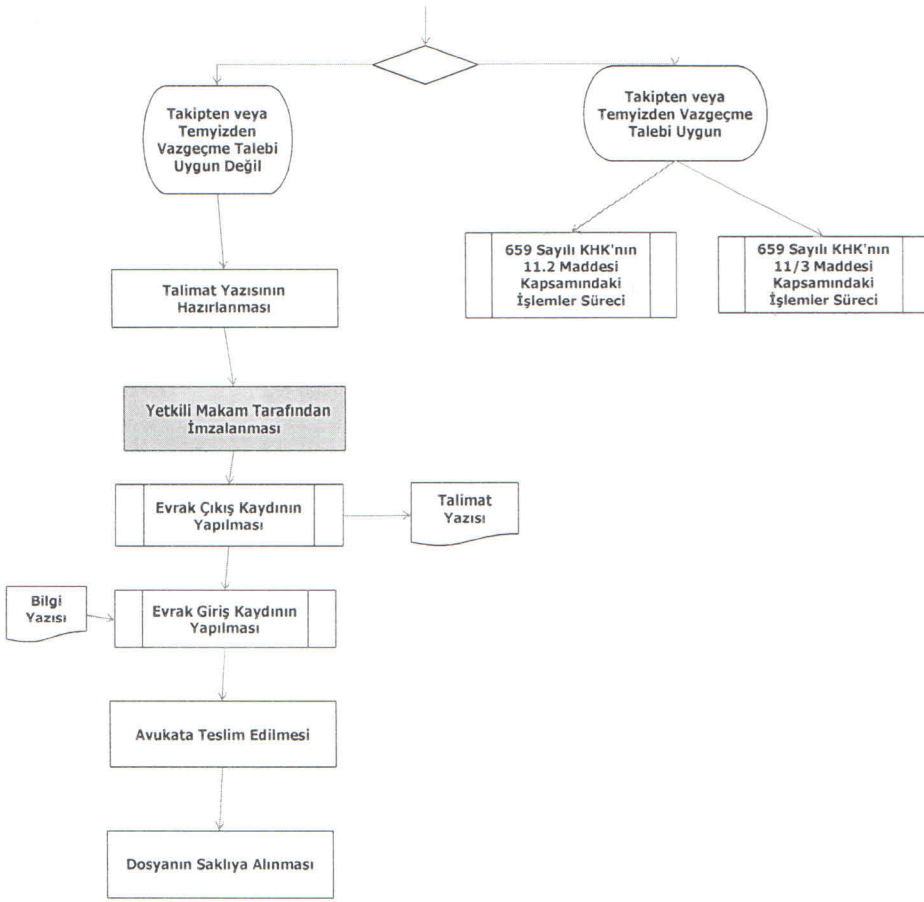 Takipten veya
Temyizden
Vazgeçme Talebi
Uygun Değil
Takipten veya
Temyizden Vazgeçme
Talebi Uygun
659 Sayılı KHK'nın
11.2 Maddesi
Kapsamındaki
İşlemler Süreci
659 Sayılı KHK'nın
11/3 Maddesi
Kapsamındaki
İşlemler Süreci
Talimat Yazısının
Hazırlanması
Yetkili Makam Tarafından
İmzalanması
Evrak Çıkış Kaydının
Yapılması
Talimat
Yazısı
Bilgi
Yazısı
Evrak Giriş Kaydının
Yapılması
Avukata Teslim Edilmesi
Dosyanın Saklıya Alınması